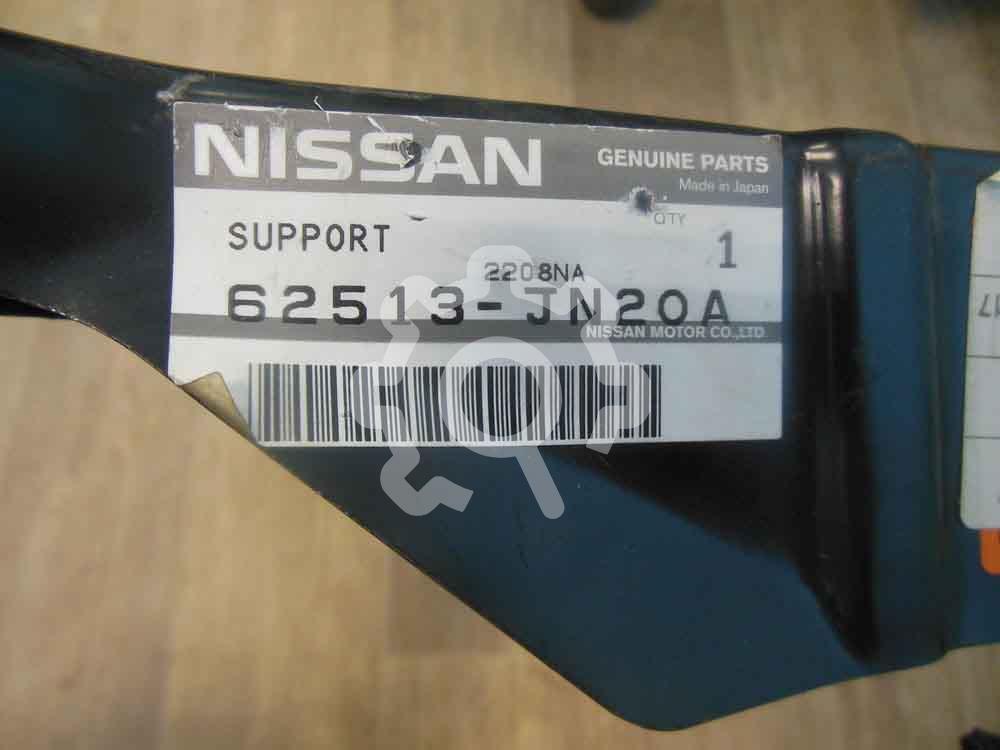 NISSAN
GENUINE PARTS
Made in Japan
SUPPORT
QTY
1
2208NA
62513-JN20A
NISSAN MOTOR CO.,LTD.